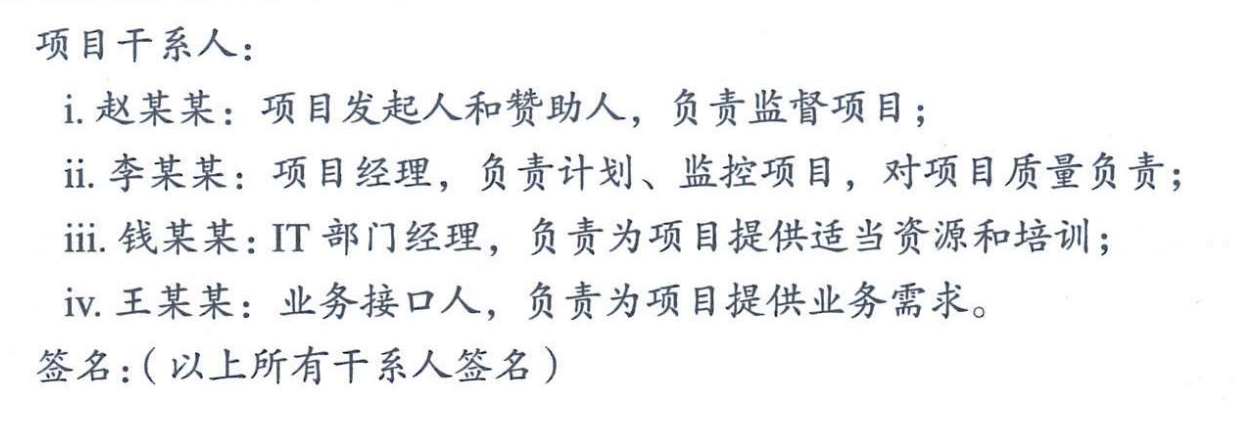 项目干系人：
i. 赵某某：项目发起人和赞助人，负责监督项目；
ii. 李某某：项目经理，负责计划、监控项目，对项目质量负责；
iii. 钱某某：IT 部门经理，负责为项目提供适当资源和培训；
iv. 王某某：业务接口人，负责为项目提供业务需求。
签名：（以上所有干系人签名）